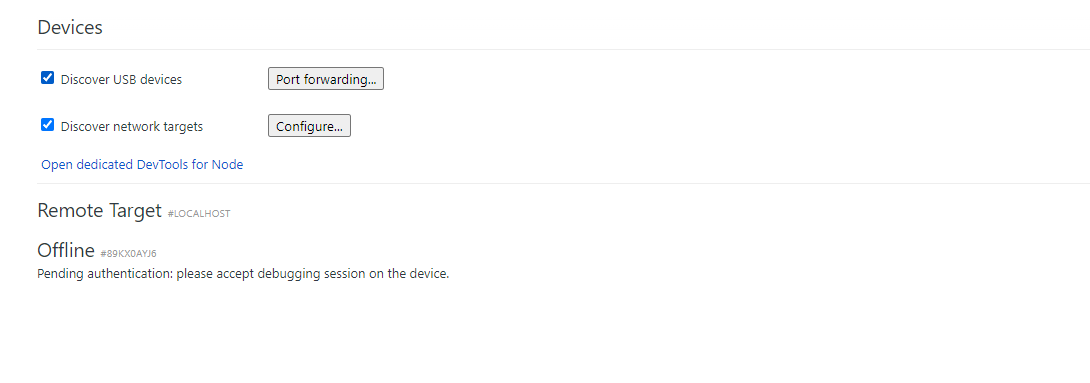 Devices
Discover USB devices Port forwarding...
Discover network targets Configure...
Open dedicated DevTools for Node
Remote Target #LOCALHOST
Offline #89KX0AYJ6
Pending authentication: please accept debugging session on the device.